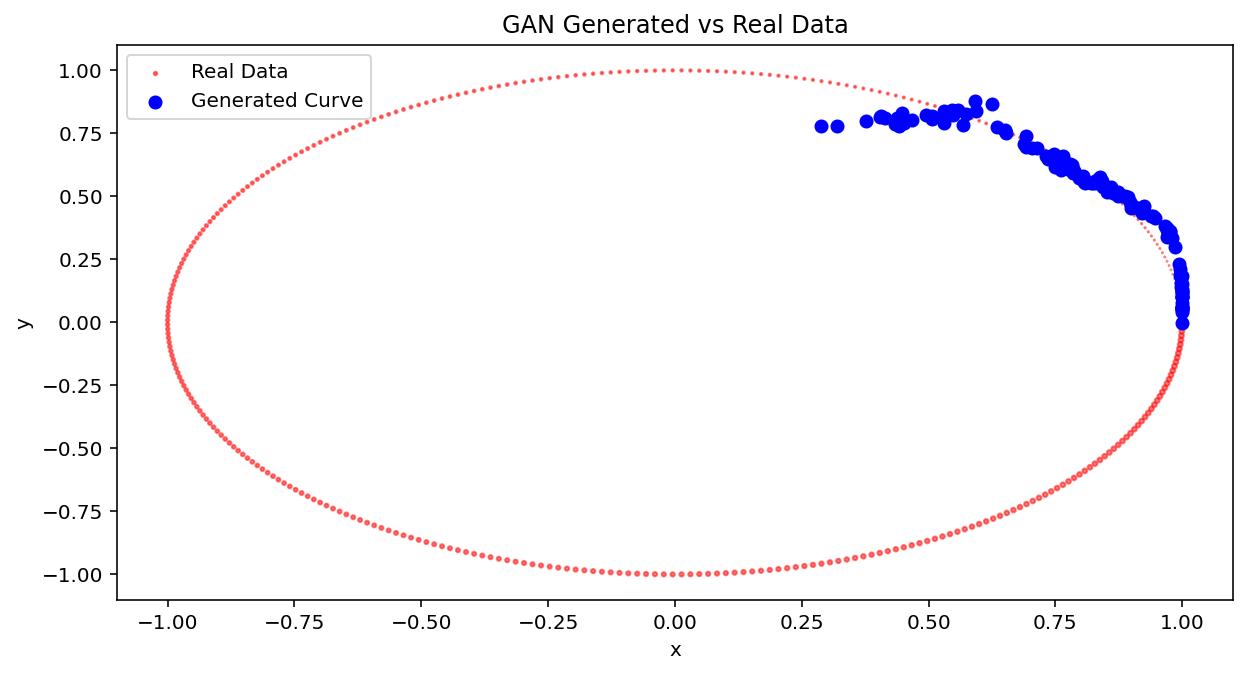 GAN Generated vs Real Data
Real Data
Generated Curve
1.00
0.75
0.50
0.25
0.00
−0.25
−0.50
−0.75
−1.00
y
−1.00 −0.75 −0.50 −0.25 0.00 0.25 0.50 0.75 1.00
x